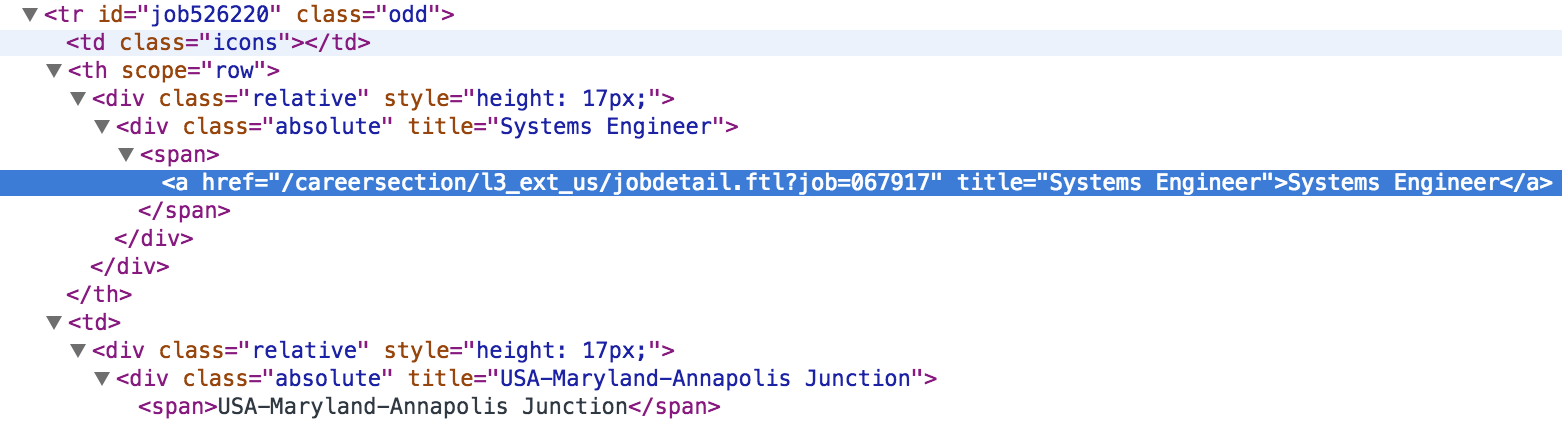 ▼<tr id="job526220" class="odd">
<td class="icons"></td>
▼<th scope="row">
▼<div class="relative" style="height: 17px;">
▼<div class="absolute" title="Systems Engineer">
▼<span>
<a href="/careersection/l3_ext_us/jobdetail.ftl?job=067917" title="Systems Engineer">Systems Engineer</a>
</span>
</div>
</div>
</th>
▼<td>
▼<div class="relative" style="height: 17px;">
▼<div class="absolute" title="USA-Maryland-Annapolis Junction">
<span>USA-Maryland-Annapolis Junction</span>